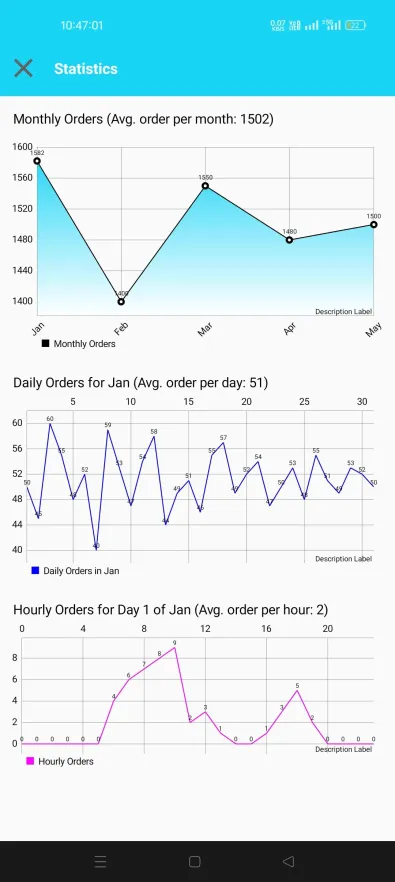 10:47:01
0.07 KB/S
22
Statistics
Monthly Orders (Avg. order per month: 1502)
1600
1560
1520
1480
1440
1400
1582
1400
1550
1480
1500
Description Label
Jan Feb Mar Apr May
Monthly Orders
Daily Orders for Jan (Avg. order per day: 51)
5 10 15 20 25 30
60
56
52
48
44
40
50 45 60 55 48 52 40 59 53 47 54 58 44 49 51 46 55 57 49 52 54 47 50 53 48 55 51 49 53 52 50
Description Label
Daily Orders in Jan
Hourly Orders for Day 1 of Jan (Avg. order per hour: 2)
0 4 8 12 16 20
8
6
4
2
0
0 0 0 0 0 0 4 6 7 8 9 2 3 1 0 0 1 3 5 2 0 0 0 0
Description Label
Hourly Orders